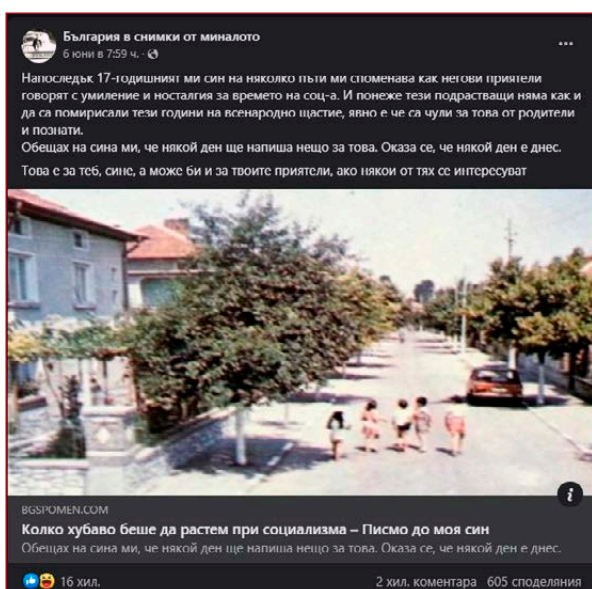 България в снимки от миналото
6 юни в 7:59 ч. ·
Напоследък 17-годишният ми син на няколко пъти ми споменава как негови приятели
говорят с умиление и носталгия за времето на соц-а. И понеже тези подрастващи няма как и
да са помирисали тези години на всенародно щастие, явно е че са чули за това от родители
и познати.
Обещах на сина ми, че някой ден ще напиша нещо за това. Оказа се, че някой ден е днес.
Това е за теб, сине, а може би и за твоите приятели, ако някои от тях се интересуват
BGSPOMEN.COM
Колко хубаво беше да растем при социализма – Писмо до моя син
Обещах на сина ми, че някой ден ще напиша нещо за това. Оказа се, че някой ден е днес.
16 хил. 2 хил. коментара 605 споделяния